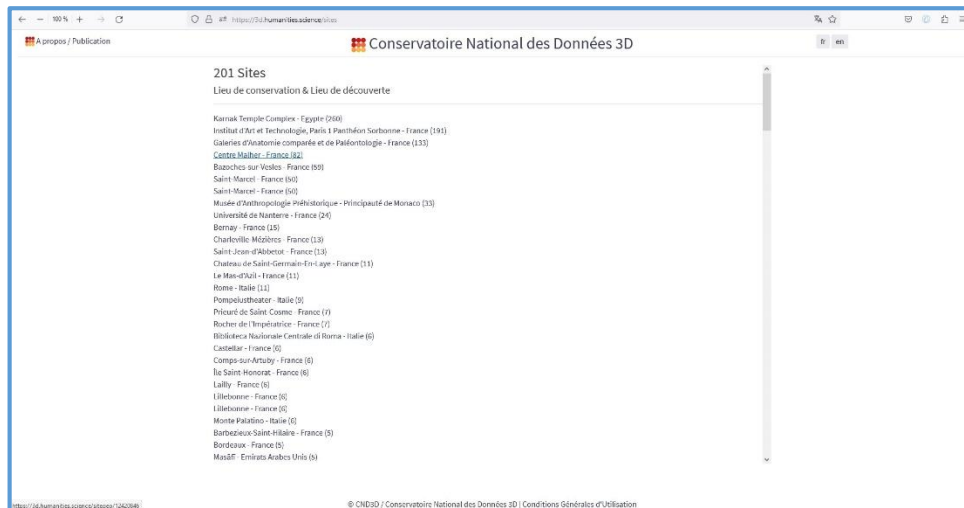 100 %
https://3d.humanities.science/sites
A propos / Publication
Conservatoire National des Données 3D
fr en
201 Sites
Lieu de conservation & Lieu de découverte
Karnak Temple Complex - Egypte (260)
Institut d'Art et Technologie, Paris 1 Panthéon Sorbonne - France (191)
Galeries d'Anatomie comparée et de Paléontologie - France (133)
Centre Malher - France (82)
Bazoches-sur-Vesles - France (59)
Saint-Marcel - France (50)
Saint-Marcel - France (50)
Musée d'Anthropologie Préhistorique - Principauté de Monaco (33)
Université de Nanterre - France (24)
Bernay - France (15)
Charleville-Mézières - France (13)
Saint-Jean-d'Abbetot - France (13)
Chateau de Saint-Germain-En-Laye - France (11)
Le Mas-d'Azil - France (11)
Rome - Italie (11)
Pompeiustheater - Italie (9)
Prieuré de Saint-Cosme - France (7)
Rocher de l'Impératrice - France (7)
Biblioteca Nazionale Centrale di Roma - Italie (6)
Castellar - France (6)
Comps-sur-Artuby - France (6)
Île Saint-Honorat - France (6)
Lailly - France (6)
Lillebonne - France (6)
Lillebonne - France (6)
Monte Palatino - Italie (6)
Barbezieux-Saint-Hilaire - France (5)
Bordeaux - France (5)
Masāfī - Emirats Arabes Unis (5)
© CND3D / Conservatoire National des Données 3D | Conditions Générales d'Utilisation